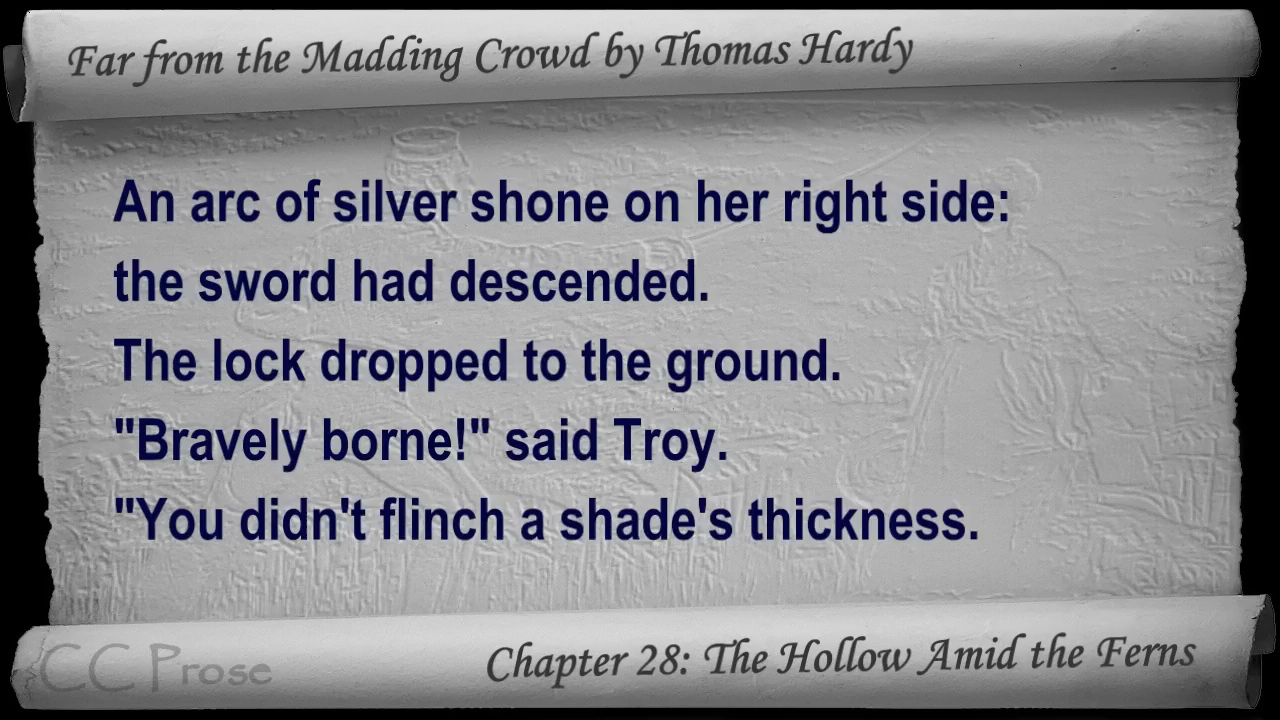 Far from the Madding Crowd by Thomas Hardy
An arc of silver shone on her right side:
the sword had descended.
The lock dropped to the ground.
"Bravely borne!" said Troy.
"You didn't flinch a shade's thickness.
CC Prose
Chapter 28: The Hollow Amid the Ferns